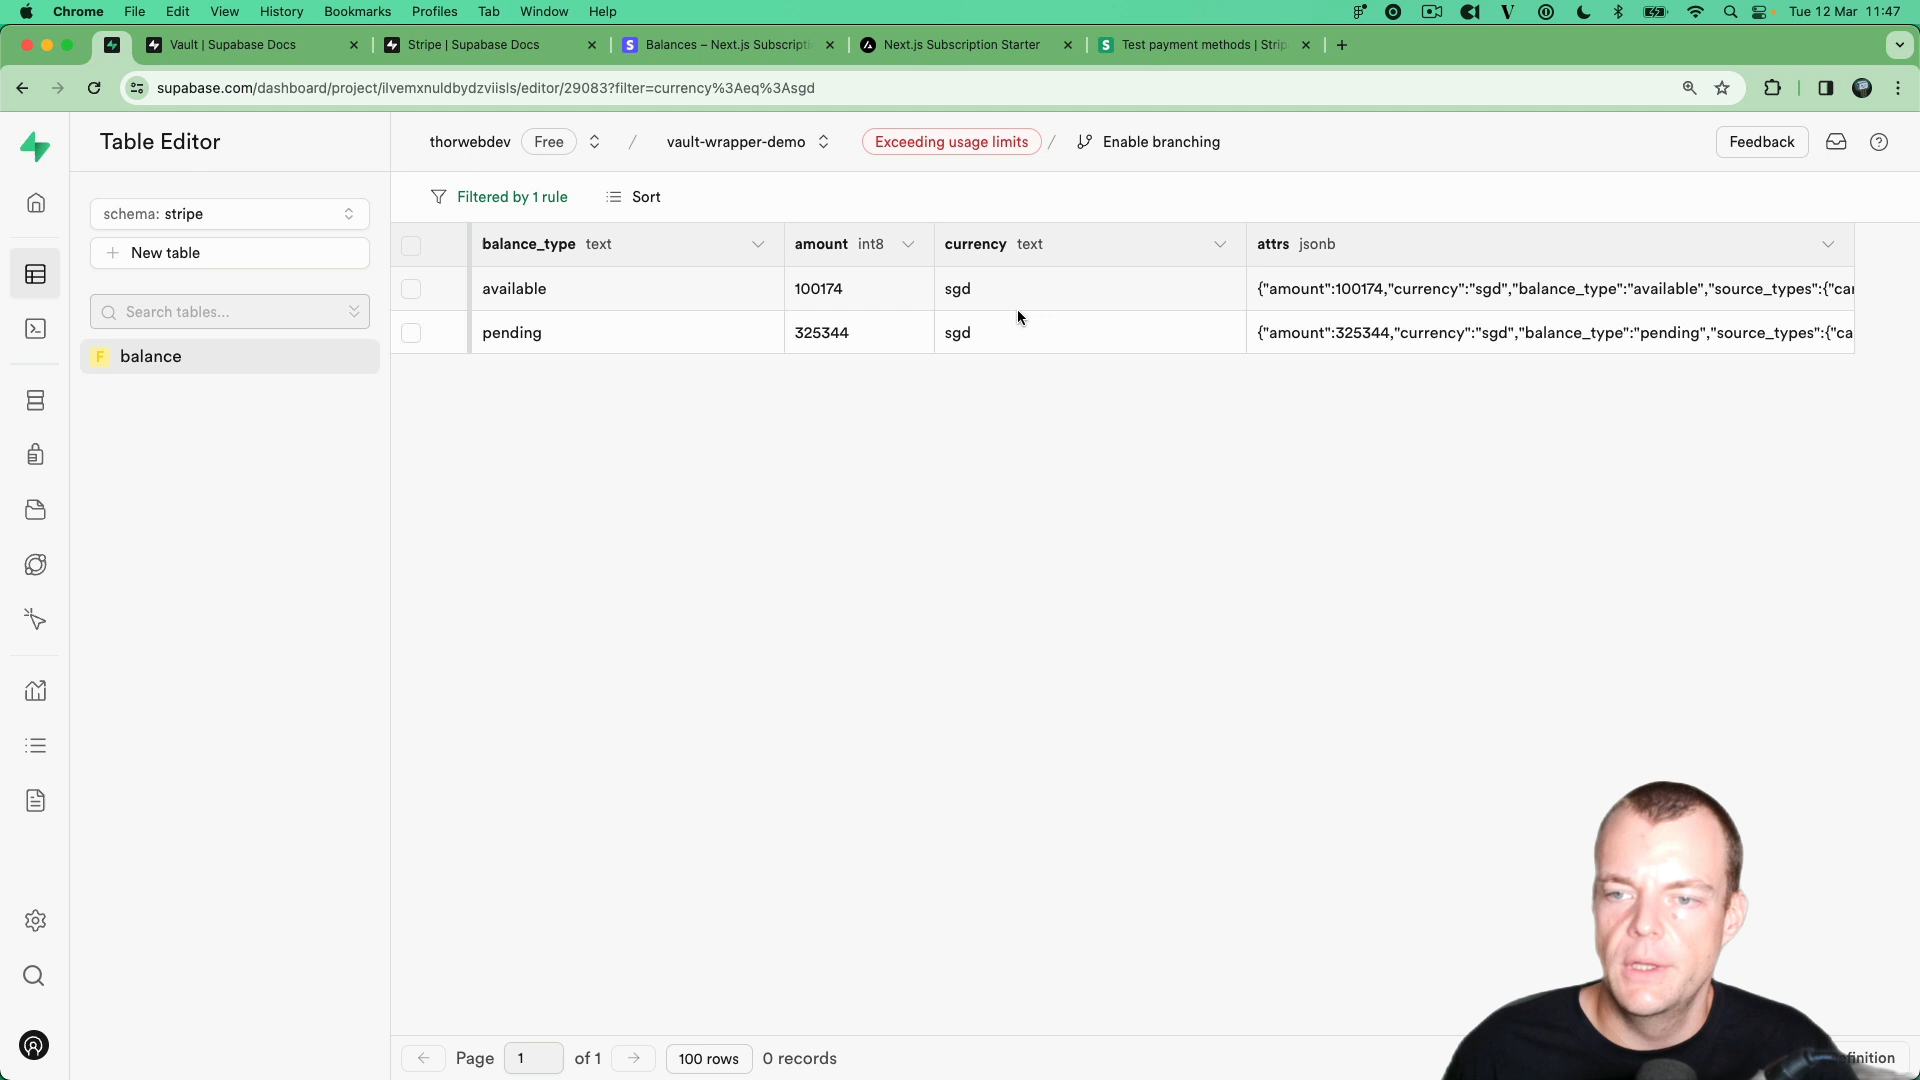 Chrome File Edit View History Bookmarks Profiles Tab Window Help Tue 12 Mar 11:47
Vault | Supabase Docs
Stripe | Supabase Docs
Balances – Next.js Subscripti
Next.js Subscription Starter
Test payment methods | Strip
supabase.com/dashboard/project/ilvemxnuldbydzviisls/editor/29083?filter=currency%3Aeq%3Asgd
Table Editor
thorwebdev Free / vault-wrapper-demo Exceeding usage limits / Enable branching Feedback
schema: stripe
New table
Search tables...
F balance
Filtered by 1 rule Sort
balance_type text amount int8 currency text attrs jsonb
available 100174 sgd {"amount":100174,"currency":"sgd","balance_type":"available","source_types":{"car
pending 325344 sgd {"amount":325344,"currency":"sgd","balance_type":"pending","source_types":{"ca
Page 1 of 1 100 rows 0 records efinition